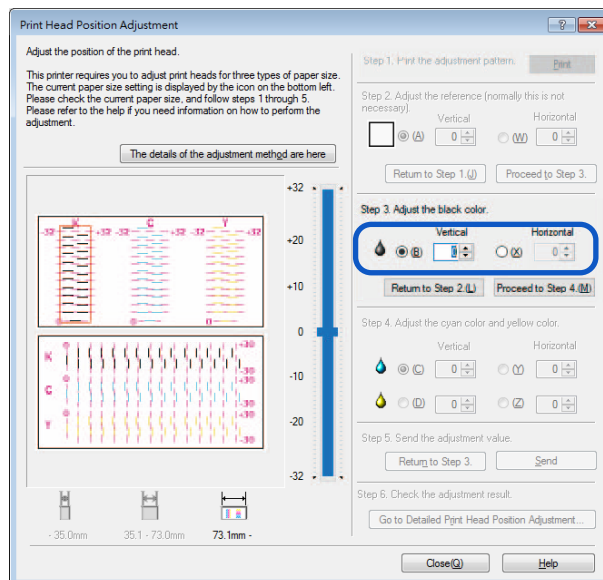 Print Head Position Adjustment
Adjust the position of the print head.
This printer requires you to adjust print heads for three types of paper size.
The current paper size setting is displayed by the icon on the bottom left.
Please check the current paper size, and follow steps 1 through 5.
Please refer to the help if you need information on how to perform the
adjustment.
The details of the adjustment method are here
K C Y
-32 +32 -32 +32 -32 +32
0 0 0
K +30
-30
C +30
-30
Y +30
-30
+32
+20
+10
0
-10
-20
-32
- 35.0mm 35.1 - 73.0mm 73.1mm -
Step 1. Print the adjustment pattern. Print
Step 2. Adjust the reference (normally this is not
necessary).
Vertical Horizontal
(A) 0 (W) 0
Return to Step 1.(J) Proceed to Step 3.
Step 3. Adjust the black color.
Vertical Horizontal
(B) 0 (X) 0
Return to Step 2.(L) Proceed to Step 4.(M)
Step 4. Adjust the cyan color and yellow color.
Vertical Horizontal
(C) 0 (Y) 0
(D) 0 (Z) 0
Step 5. Send the adjustment value.
Return to Step 3. Send
Step 6. Check the adjustment result.
Go to Detailed Print Head Position Adjustment...
Close(Q) Help